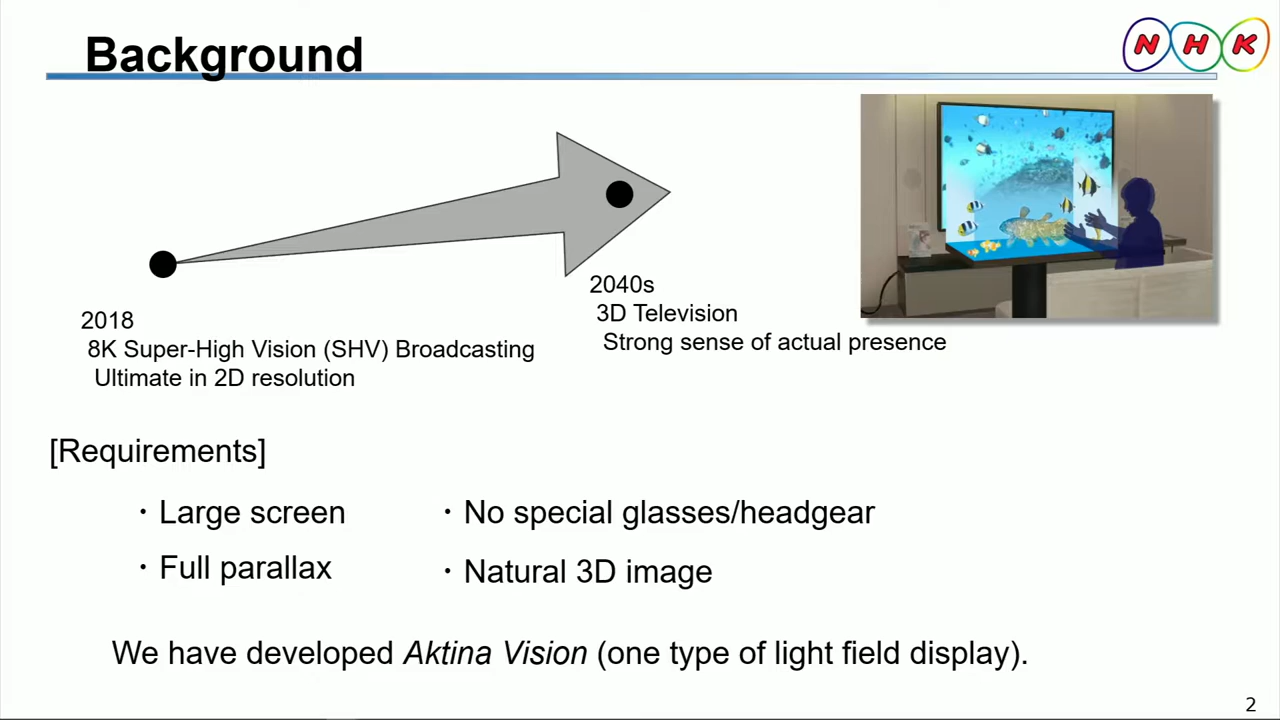 Background
NHK
2018
8K Super-High Vision (SHV) Broadcasting
Ultimate in 2D resolution
2040s
3D Television
Strong sense of actual presence
[Requirements]
・Large screen
・No special glasses/headgear
・Full parallax
・Natural 3D image
We have developed Aktina Vision (one type of light field display).
2